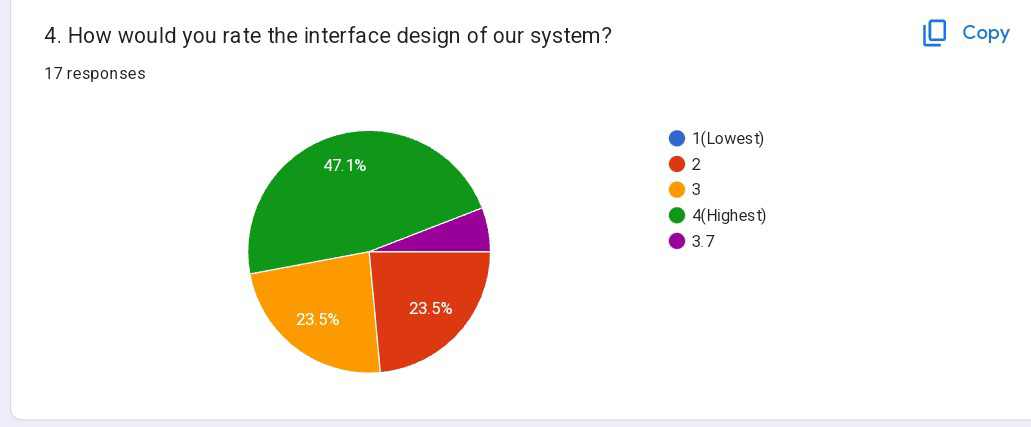 4. How would you rate the interface design of our system?
Copy
17 responses
47.1%
23.5%
23.5%
1(Lowest)
2
3
4(Highest)
3.7